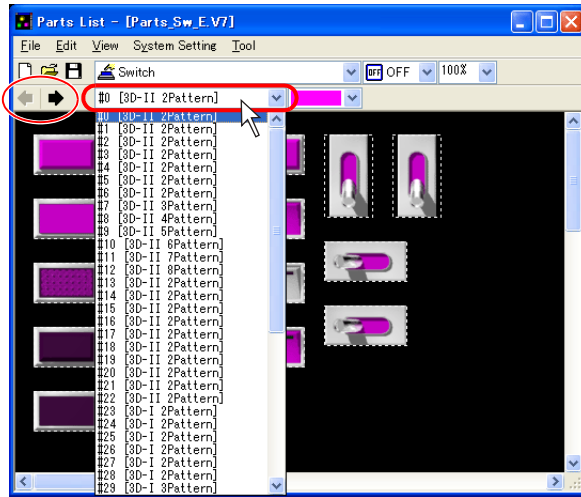 Parts List - [Parts_Sw_E.V7]
File Edit View System Setting Tool
Switch OFF OFF 100%
#0 [3D-II 2Pattern]
#0 [3D-II 2Pattern]
#1 [3D-II 2Pattern]
#2 [3D-II 2Pattern]
#3 [3D-II 2Pattern]
#4 [3D-II 2Pattern]
#5 [3D-II 2Pattern]
#6 [3D-II 2Pattern]
#7 [3D-II 3Pattern]
#8 [3D-II 4Pattern]
#9 [3D-II 5Pattern]
#10 [3D-II 6Pattern]
#11 [3D-II 7Pattern]
#12 [3D-II 8Pattern]
#13 [3D-II 2Pattern]
#14 [3D-II 2Pattern]
#15 [3D-II 2Pattern]
#16 [3D-II 2Pattern]
#17 [3D-II 2Pattern]
#18 [3D-II 2Pattern]
#19 [3D-II 2Pattern]
#20 [3D-II 2Pattern]
#21 [3D-II 2Pattern]
#22 [3D-II 2Pattern]
#23 [3D-I 2Pattern]
#24 [3D-I 2Pattern]
#25 [3D-I 2Pattern]
#26 [3D-I 2Pattern]
#27 [3D-I 2Pattern]
#28 [3D-I 2Pattern]
#29 [3D-I 3Pattern]